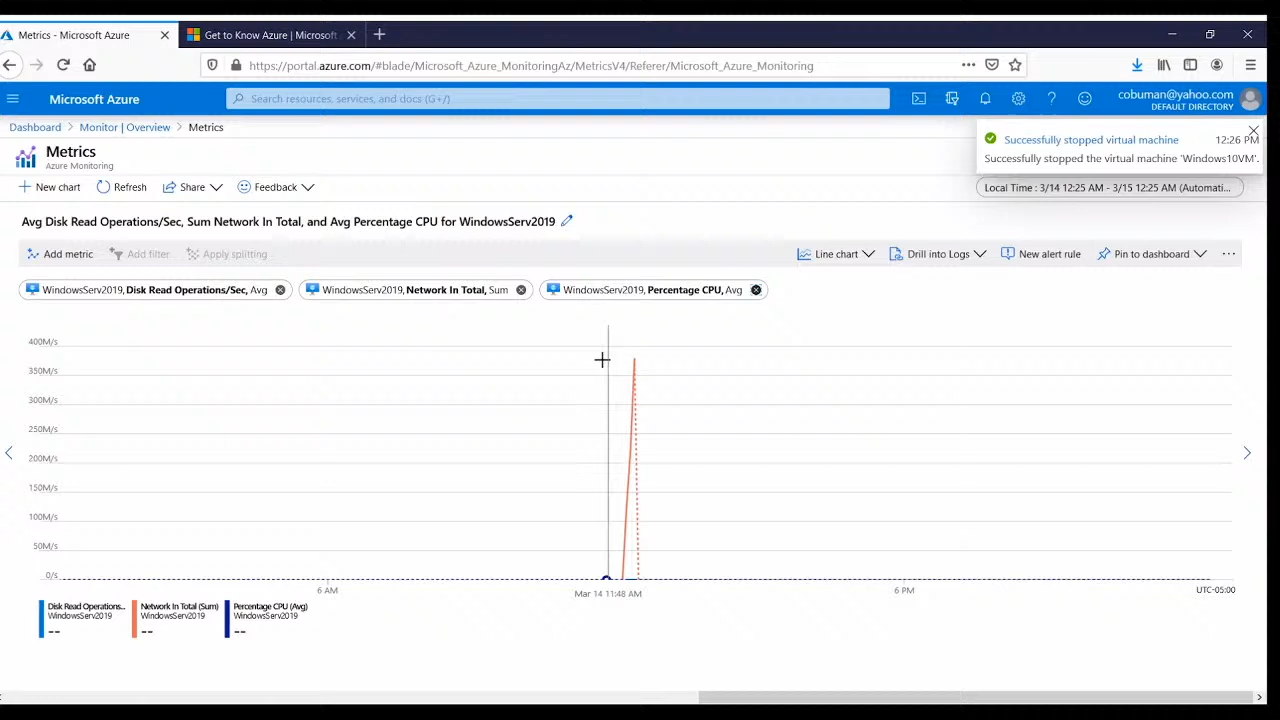 Metrics - Microsoft Azure
Get to Know Azure | Microsoft
https://portal.azure.com/#blade/Microsoft_Azure_MonitoringAz/MetricsV4/Referer/Microsoft_Azure_Monitoring
Microsoft Azure
Search resources, services, and docs (G+/)
cobuman@yahoo.com
DEFAULT DIRECTORY
Dashboard > Monitor | Overview > Metrics
Successfully stopped virtual machine 12:26 PM
Successfully stopped the virtual machine 'Windows10VM'.
Metrics
Azure Monitoring
New chart Refresh Share Feedback
Local Time : 3/14 12:25 AM - 3/15 12:25 AM (Automati...
Avg Disk Read Operations/Sec, Sum Network In Total, and Avg Percentage CPU for WindowsServ2019
Add metric Add filter Apply splitting Line chart Drill into Logs New alert rule Pin to dashboard ...
WindowsServ2019, Disk Read Operations/Sec, Avg
WindowsServ2019, Network In Total, Sum
WindowsServ2019, Percentage CPU, Avg
400M/s
350M/s
300M/s
250M/s
200M/s
150M/s
100M/s
50M/s
0/s
6 AM
Mar 14 11:48 AM
6 PM
UTC-05:00
Disk Read Operations...
WindowsServ2019
--
Network In Total (Sum)
WindowsServ2019
--
Percentage CPU (Avg)
WindowsServ2019
--